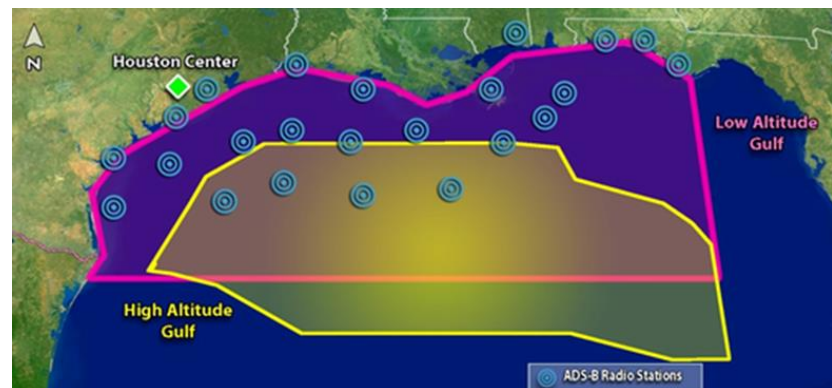 N
Houston Center
Low Altitude
Gulf
High Altitude
Gulf
ADS-B Radio Stations